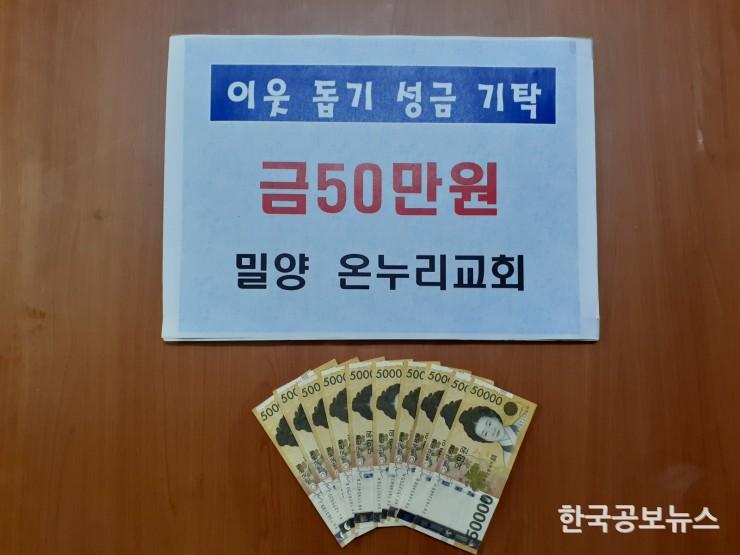 이웃 돕기 성금 기탁
금50만원
밀양 온누리교회
50000
50000
한국공보뉴스